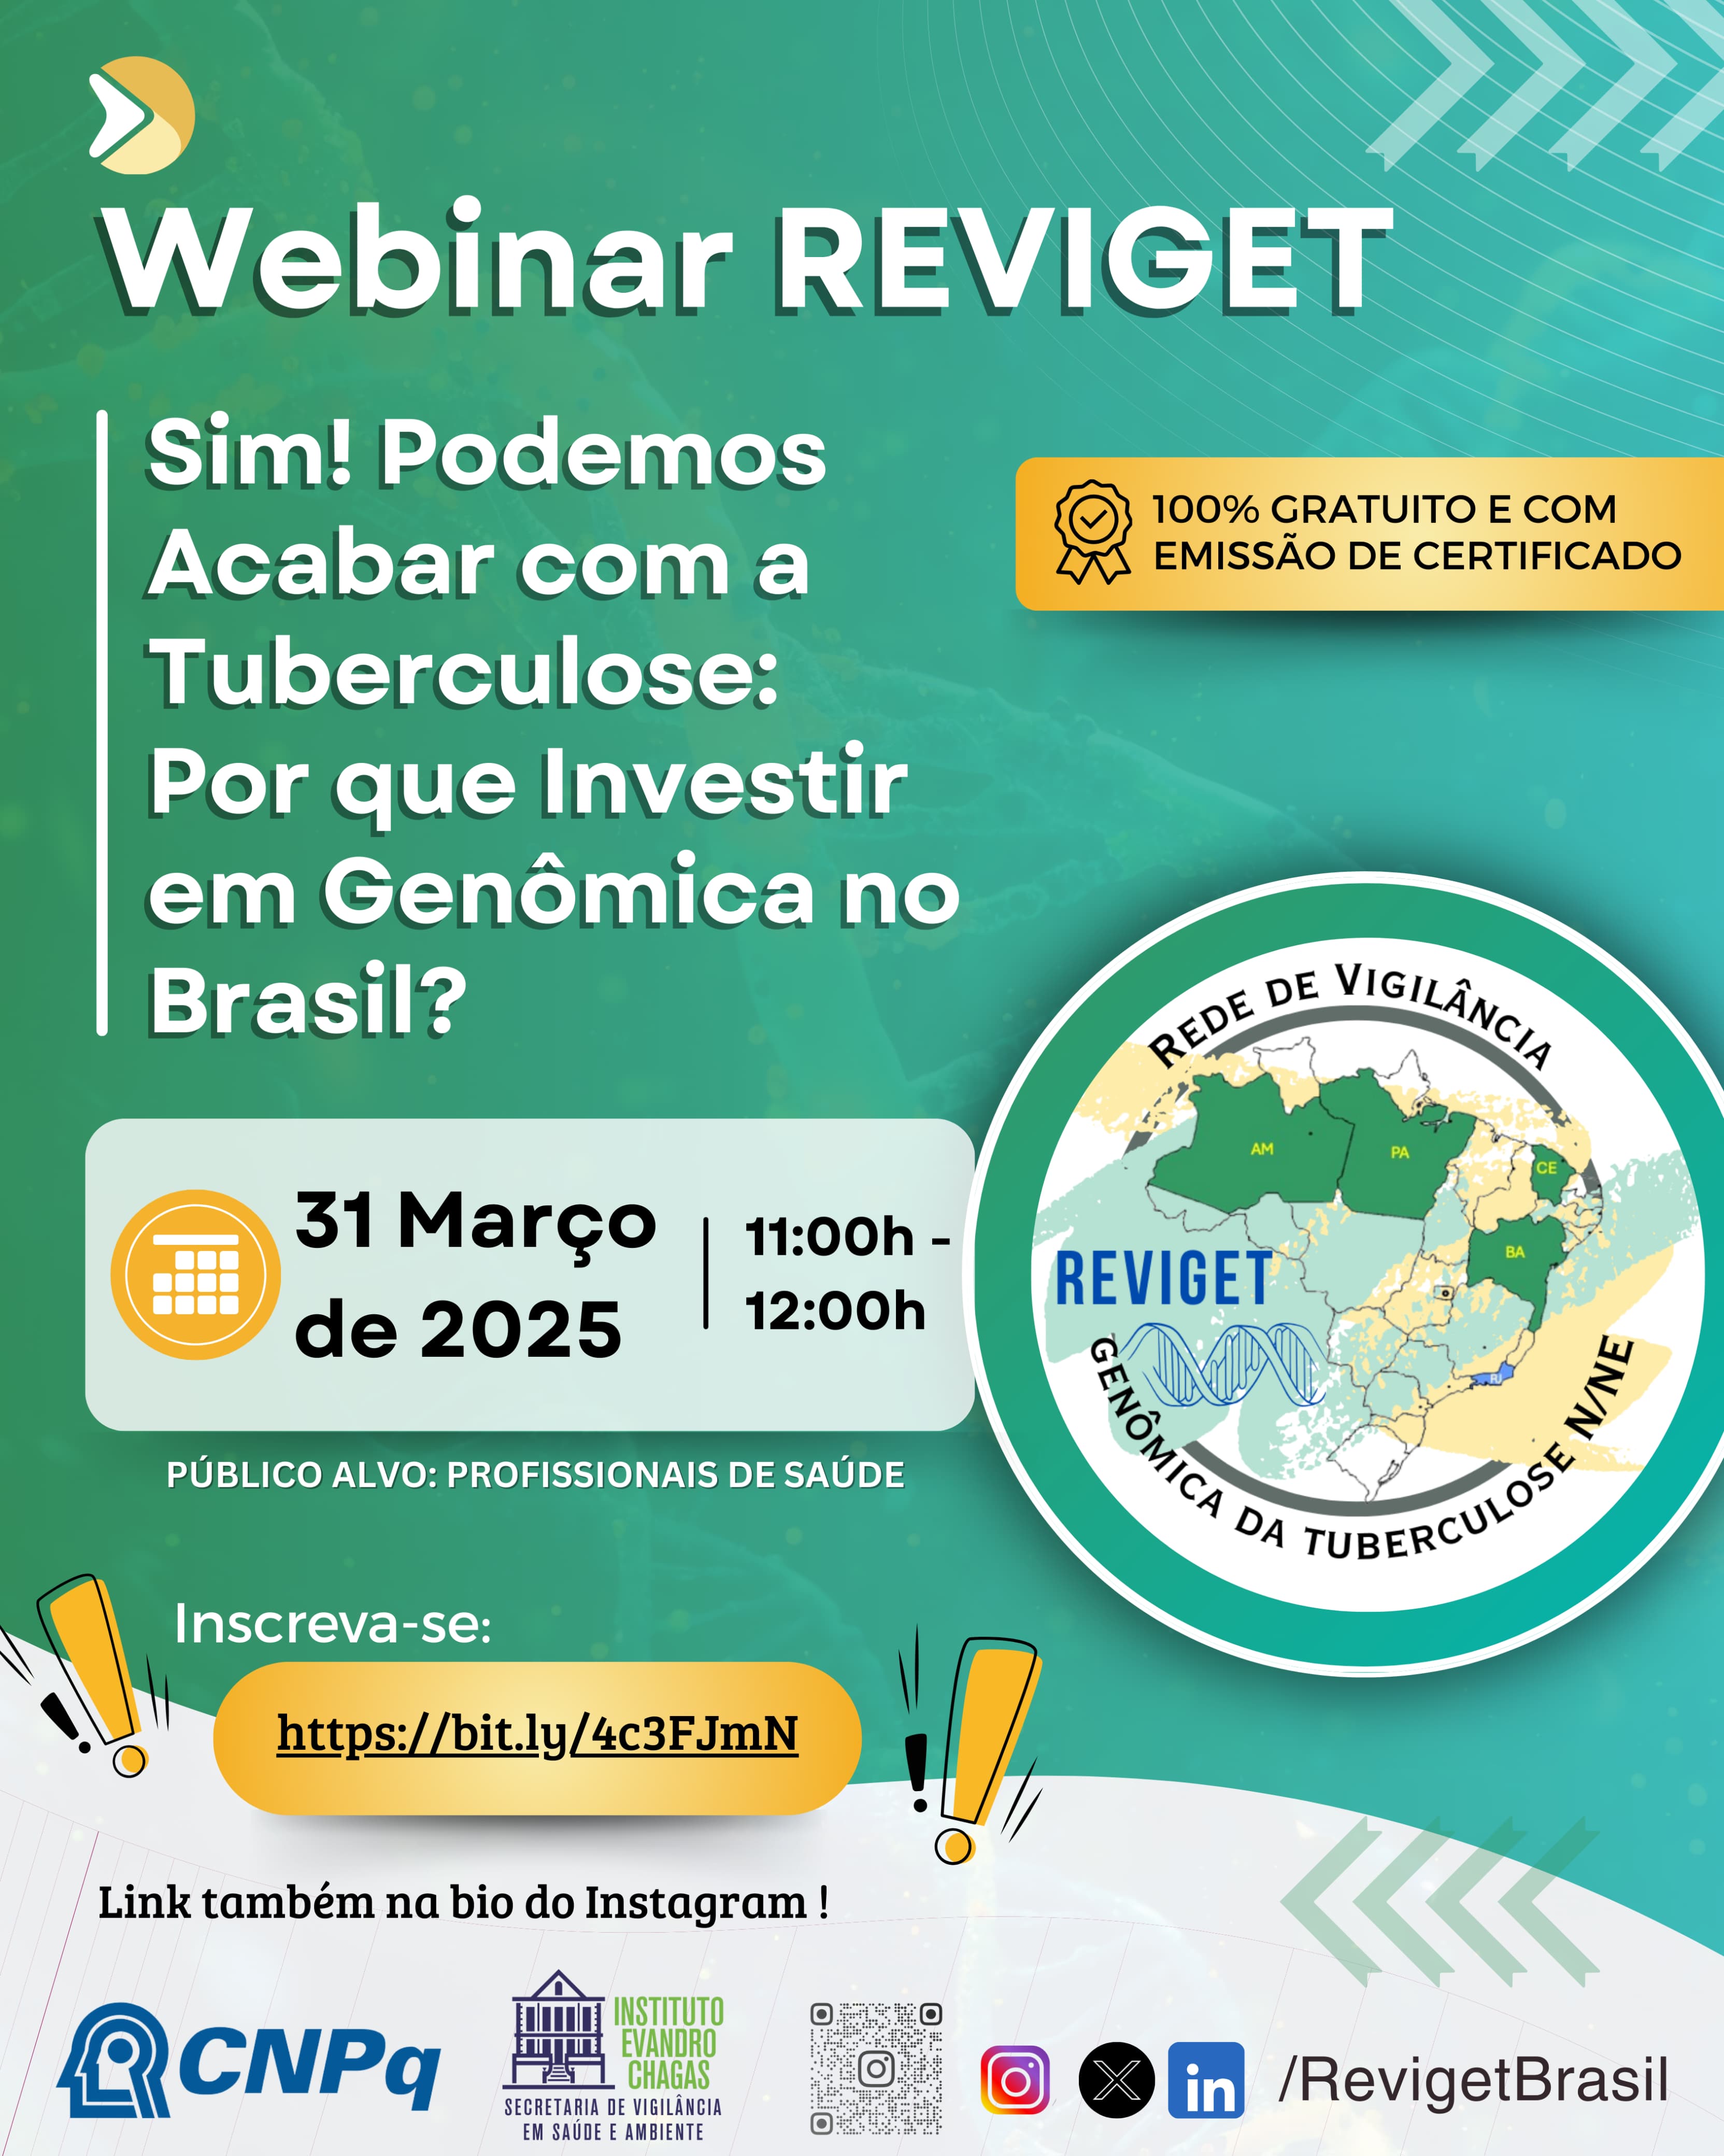 Webinar REVIGET
Sim! Podemos
Acabar com a
Tuberculose:
Por que Investir
em Genômica no
Brasil?
100% GRATUITO E COM
EMISSÃO DE CERTIFICADO
REDE DE VIGILÂNCIA
AM
PA
CE
BA
RJ
REVIGET
GENÔMICA DA TUBERCULOSE N/NE
31 Março
de 2025
11:00h -
12:00h
PÚBLICO ALVO: PROFISSIONAIS DE SAÚDE
Inscreva-se:
https://bit.ly/4c3FJmN
Link também na bio do Instagram !
CNPq
INSTITUTO
EVANDRO
CHAGAS
SECRETARIA DE VIGILÂNCIA
EM SAÚDE E AMBIENTE
in
/RevigetBrasil